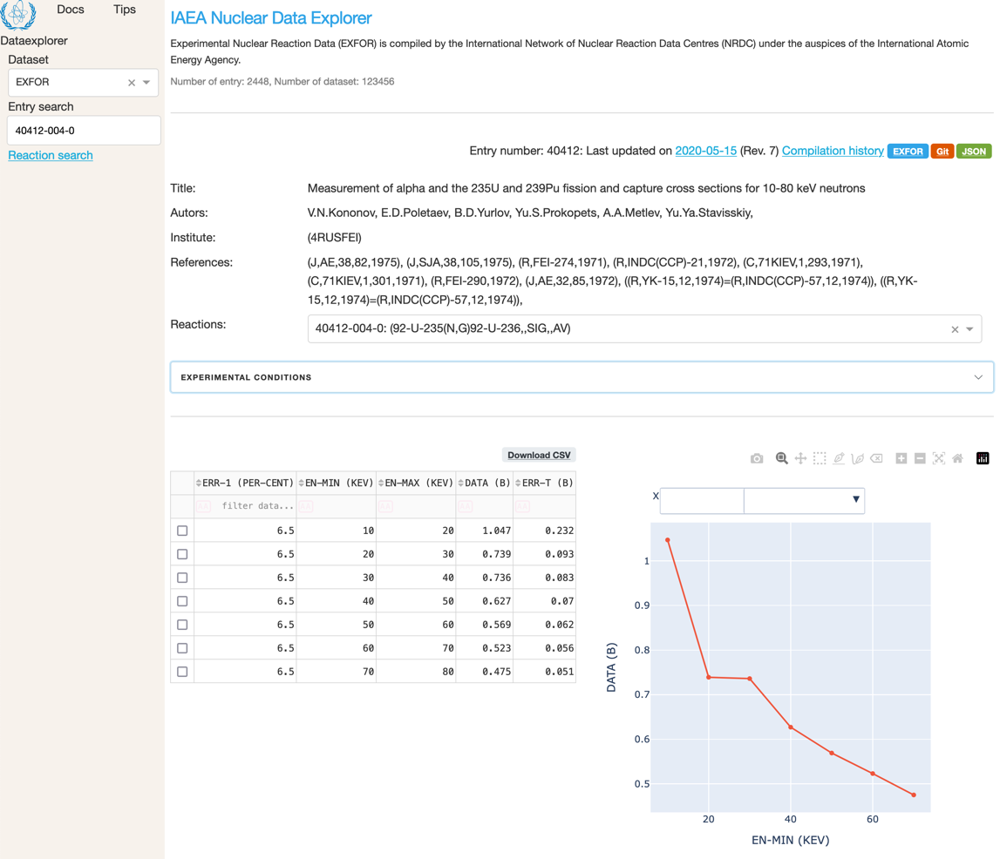 Docs Tips
Dataexplorer
Dataset
EXFOR
Entry search
40412-004-0
Reaction search
IAEA Nuclear Data Explorer
Experimental Nuclear Reaction Data (EXFOR) is compiled by the International Network of Nuclear Reaction Data Centres (NRDC) under the auspices of the International Atomic
Energy Agency.
Number of entry: 2448, Number of dataset: 123456
Entry number: 40412: Last updated on 2020-05-15 (Rev. 7) Compilation history EXFOR Git JSON
Title: Measurement of alpha and the 235U and 239Pu fission and capture cross sections for 10-80 keV neutrons
Autors: V.N.Kononov, E.D.Poletaev, B.D.Yurlov, Yu.S.Prokopets, A.A.Metlev, Yu.Ya.Stavisskiy,
Institute: (4RUSFEI)
References: (J,AE,38,82,1975), (J,SJA,38,105,1975), (R,FEI-274,1971), (R,INDC(CCP)-21,1972), (C,71KIEV,1,293,1971),
(C,71KIEV,1,301,1971), (R,FEI-290,1972), (J,AE,32,85,1972), ((R,YK-15,12,1974)=(R,INDC(CCP)-57,12,1974)), ((R,YK-
15,12,1974)=(R,INDC(CCP)-57,12,1974)),
Reactions: 40412-004-0: (92-U-235(N,G)92-U-236,,SIG,,AV)
EXPERIMENTAL CONDITIONS
Download CSV
ERR-1 (PER-CENT) EN-MIN (KEV) EN-MAX (KEV) DATA (B) ERR-T (B)
Aa filter data... Aa Aa Aa Aa
6.5 10 20 1.047 0.232
6.5 20 30 0.739 0.093
6.5 30 40 0.736 0.083
6.5 40 50 0.627 0.07
6.5 50 60 0.569 0.062
6.5 60 70 0.523 0.056
6.5 70 80 0.475 0.051
X
1
0.9
0.8
0.7
0.6
0.5
DATA (B)
20 40 60
EN-MIN (KEV)